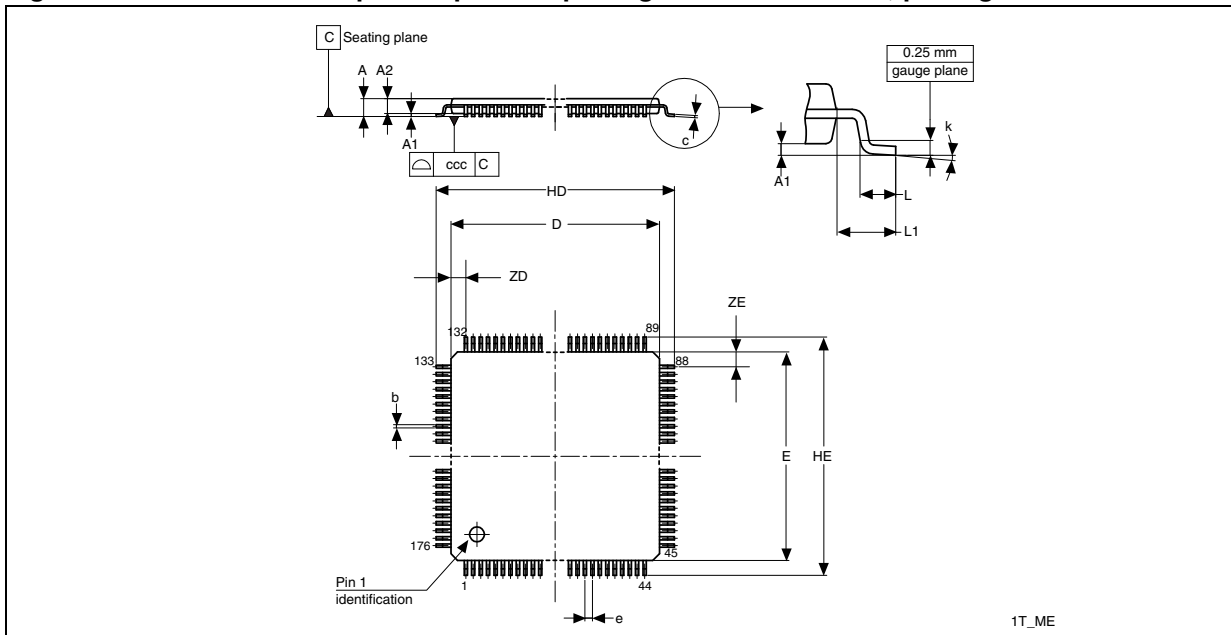 C Seating plane
A A2
A1
ccc C
c
0.25 mm
gauge plane
k
A1
L
L1
HD
D
ZD
ZE
132
89
133
88
b
E
HE
176
45
Pin 1
identification
1
44
e
1T_ME